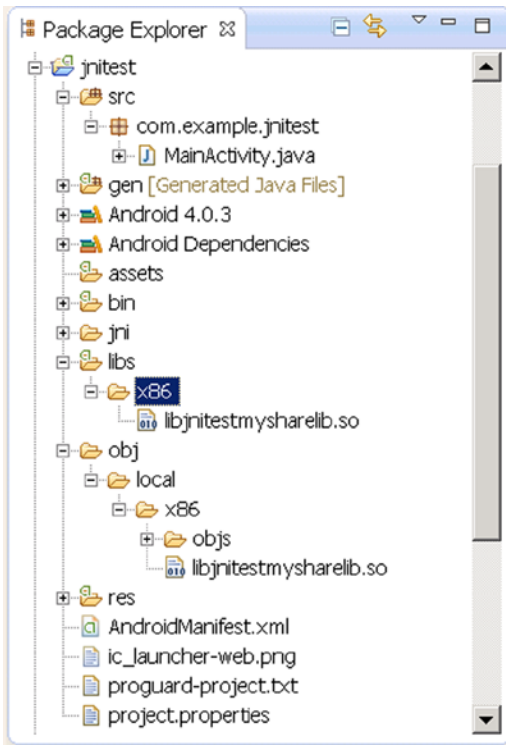 Package Explorer
jnitest
src
com.example.jnitest
MainActivity.java
gen [Generated Java Files]
Android 4.0.3
Android Dependencies
assets
bin
jni
libs
x86
libjnitestmysharelib.so
obj
local
x86
objs
libjnitestmysharelib.so
res
AndroidManifest.xml
ic_launcher-web.png
proguard-project.txt
project.properties